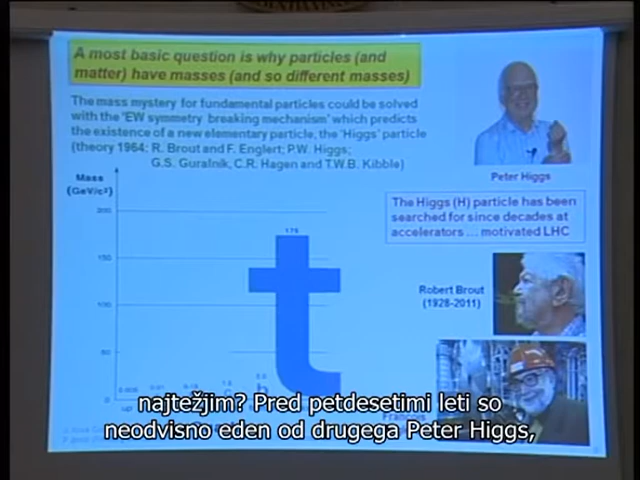 A most basic question is why particles (and
matter) have masses (and so different masses)
The mass mystery for fundamental particles could be solved
with the 'EW symmetry breaking mechanism' which predicts
the existence of a new elementary particle, the 'Higgs' particle
(theory 1964: R. Brout and F. Englert; P.W. Higgs;
G.S. Guralnik, C.R. Hagen and T.W.B. Kibble)
Peter Higgs
Mass
(GeV/c²)
200
150
100
50
175
t
The Higgs (H) particle has been
searched for since decades at
accelerators ... motivated LHC
Robert Brout
(1928-2011)
François
najtežjim? Pred petdesetimi leti so
neodvisno eden od drugega Peter Higgs,